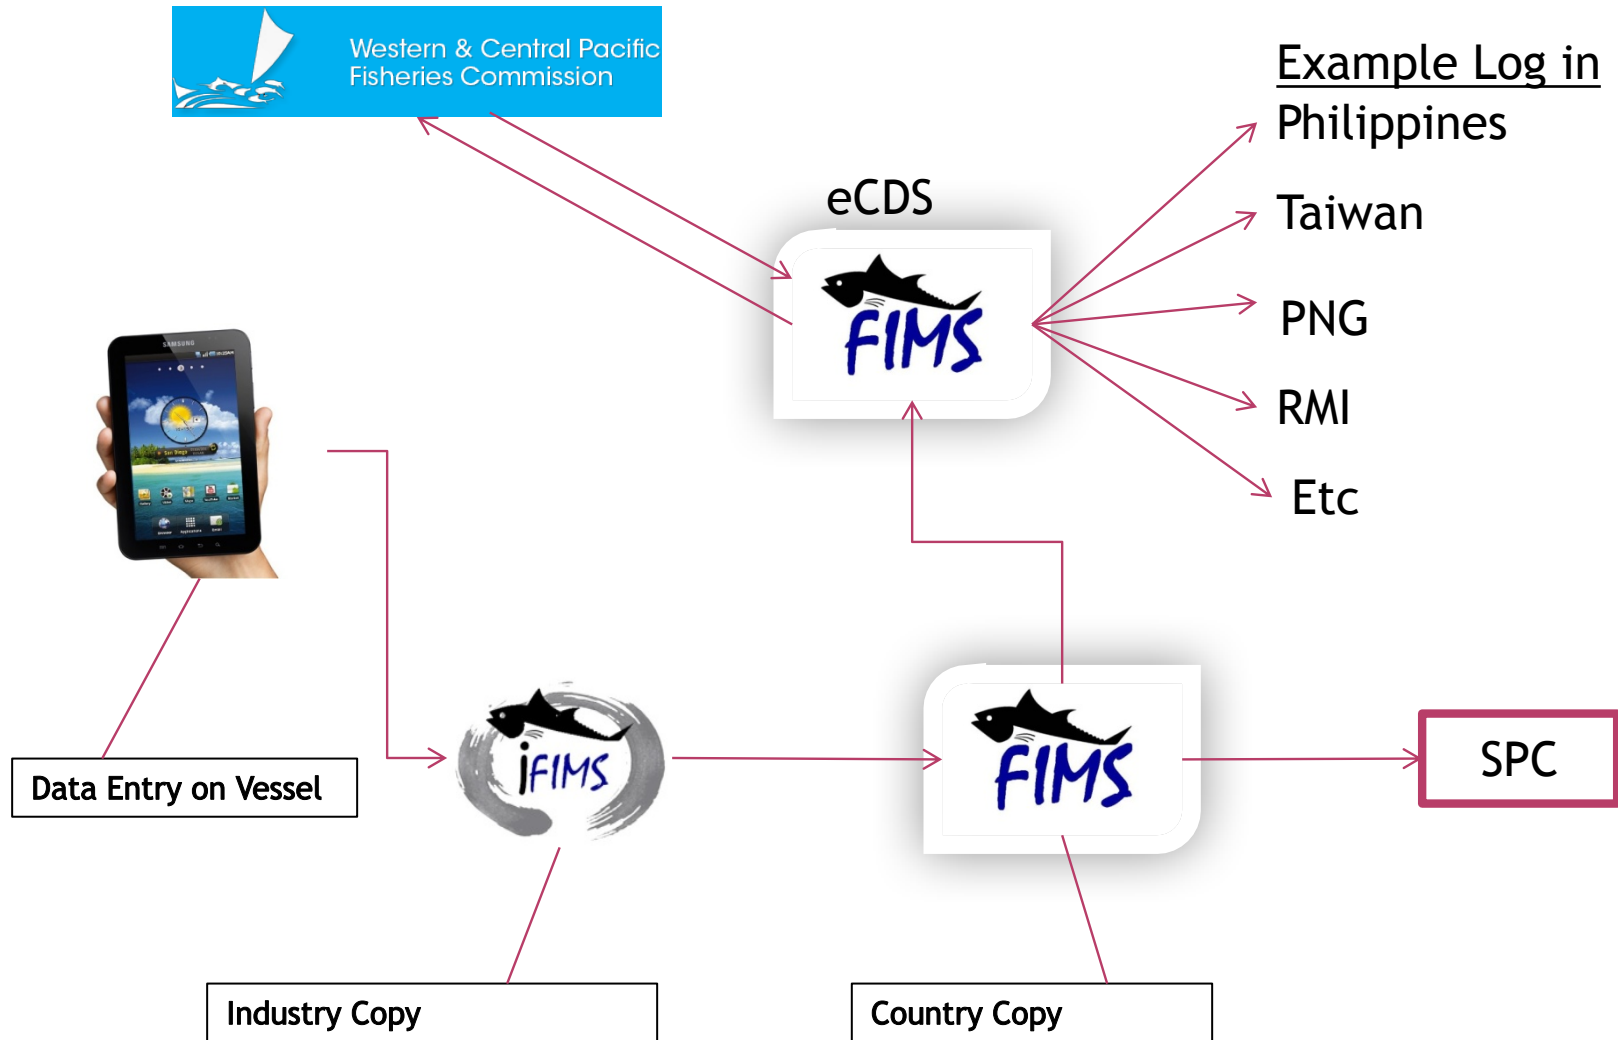 Western & Central Pacific
Fisheries Commission
Example Log in
Philippines
eCDS
Taiwan
FIMS
PNG
RMI
Etc
SAMSUNG
Data Entry on Vessel
iFIMS
FIMS
SPC
Industry Copy
Country Copy